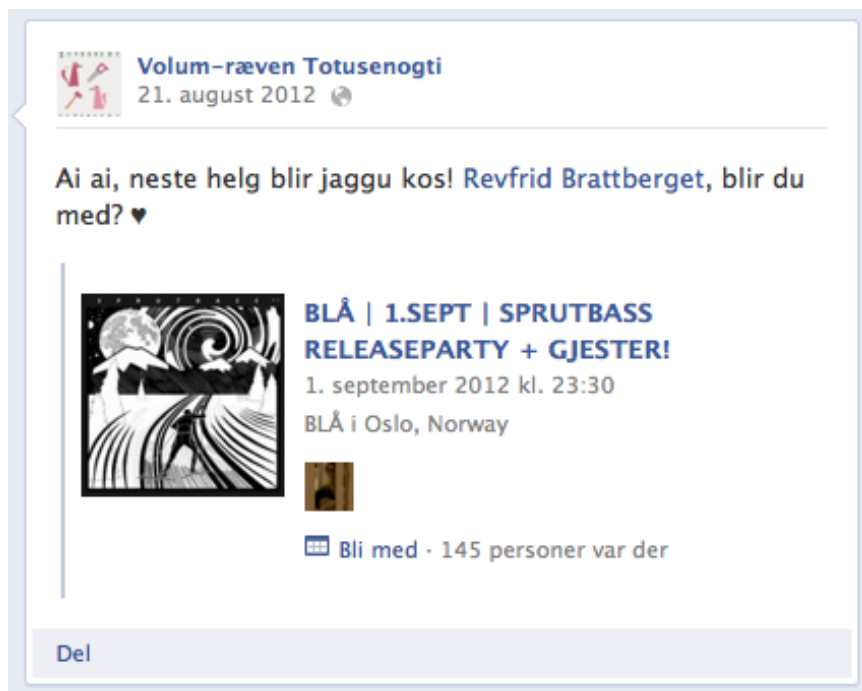 Volum-ræven Totusenogti
21. august 2012
Ai ai, neste helg blir jaggu kos! Revfrid Brattberget, blir du
med? ♥
S P R U T B A S S
BLÅ | 1.SEPT | SPRUTBASS
RELEASEPARTY + GJESTER!
1. september 2012 kl. 23:30
BLÅ i Oslo, Norway
Bli med · 145 personer var der
Del